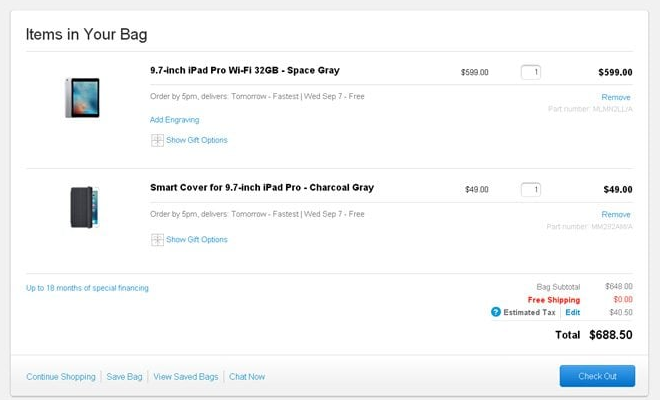 Items in Your Bag
9.7-inch iPad Pro Wi-Fi 32GB - Space Gray $599.00 1 $599.00
Order by 5pm, delivers: Tomorrow - Fastest | Wed Sep 7 - Free Remove
Part number: MLMN2LL/A
Add Engraving
Show Gift Options
Smart Cover for 9.7-inch iPad Pro - Charcoal Gray $49.00 1 $49.00
Order by 5pm, delivers: Tomorrow - Fastest | Wed Sep 7 - Free Remove
Part number: MM292AM/A
Show Gift Options
Up to 18 months of special financing Bag Subtotal $648.00
Free Shipping $0.00
? Estimated Tax | Edit $40.50
Total $688.50
Continue Shopping | Save Bag | View Saved Bags | Chat Now Check Out